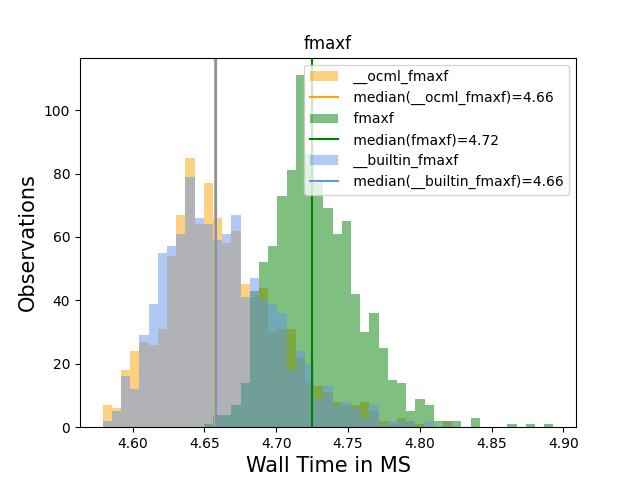 fmaxf
__ocml_fmaxf
median(__ocml_fmaxf)=4.66
fmaxf
median(fmaxf)=4.72
__builtin_fmaxf
median(__builtin_fmaxf)=4.66
Observations
100
80
60
40
20
0
4.60 4.65 4.70 4.75 4.80 4.85 4.90
Wall Time in MS